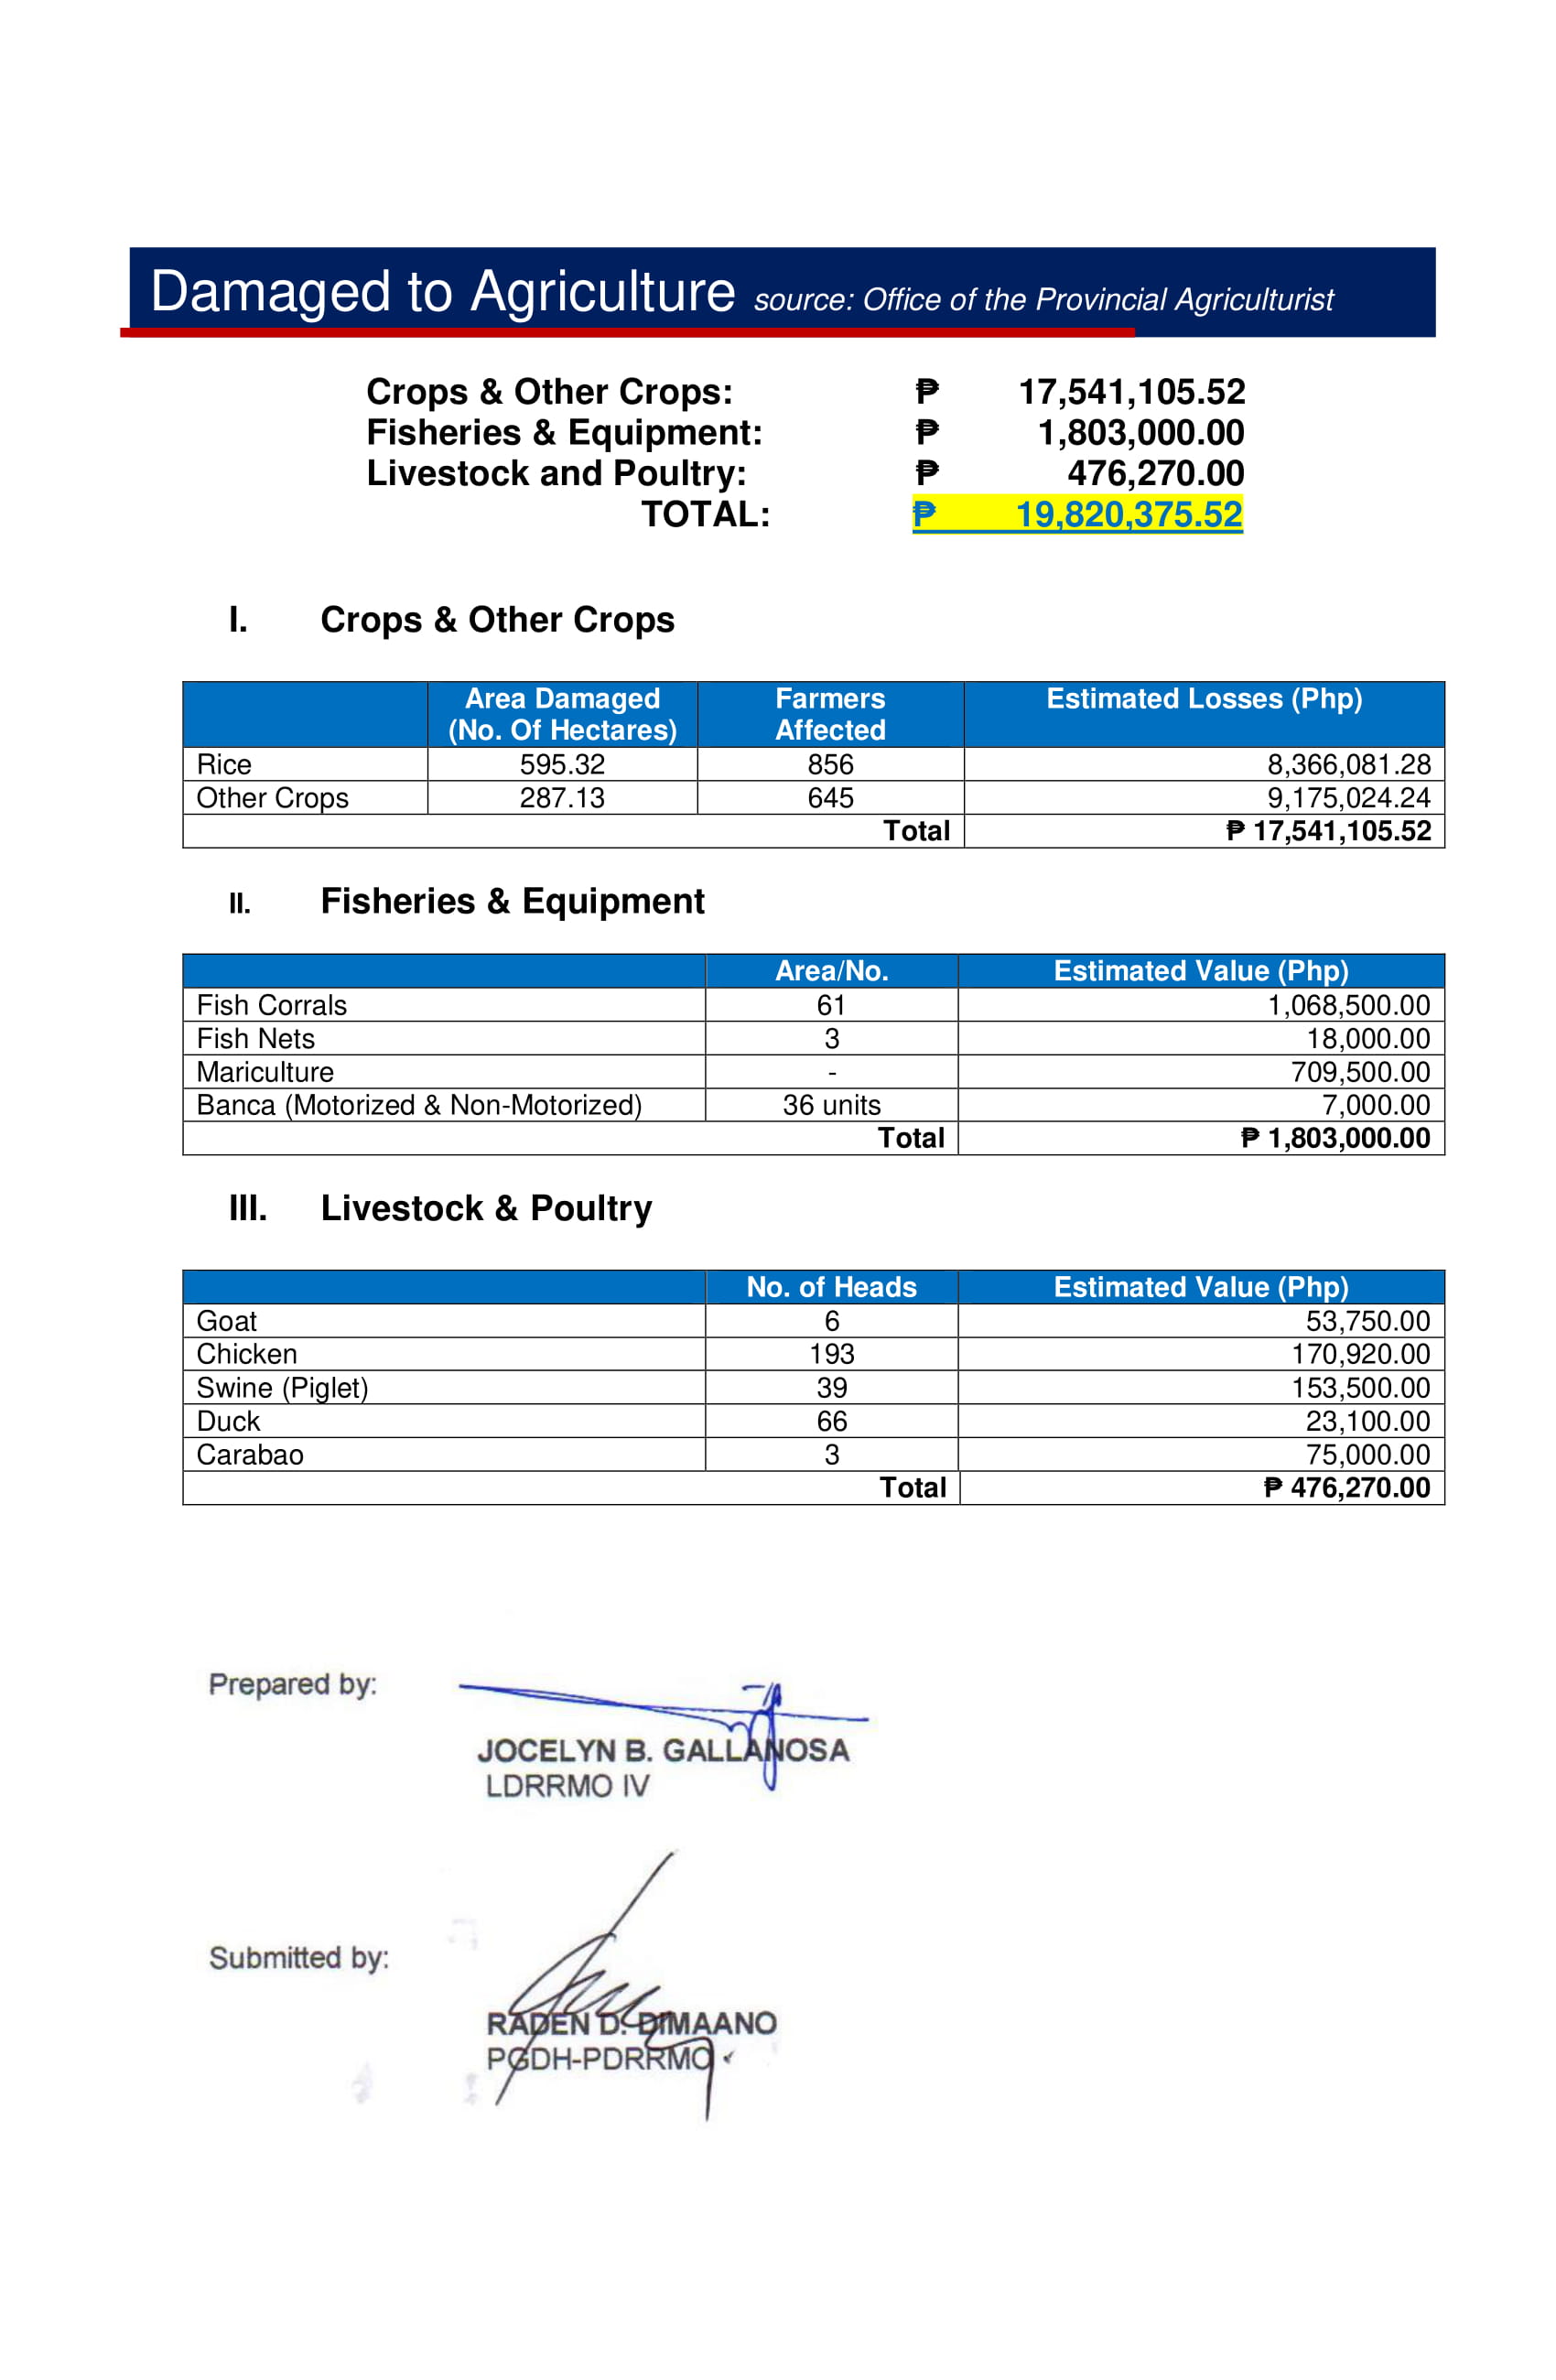 Damaged to Agriculture source: Office of the Provincial Agriculturist
Crops & Other Crops: ₱ 17,541,105.52
Fisheries & Equipment: ₱ 1,803,000.00
Livestock and Poultry: ₱ 476,270.00
TOTAL: ₱ 19,820,375.52
I. Crops & Other Crops
Area Damaged (No. Of Hectares) Farmers Affected Estimated Losses (Php)
Rice 595.32 856 8,366,081.28
Other Crops 287.13 645 9,175,024.24
Total ₱ 17,541,105.52
II. Fisheries & Equipment
Area/No. Estimated Value (Php)
Fish Corrals 61 1,068,500.00
Fish Nets 3 18,000.00
Mariculture - 709,500.00
Banca (Motorized & Non-Motorized) 36 units 7,000.00
Total ₱ 1,803,000.00
III. Livestock & Poultry
No. of Heads Estimated Value (Php)
Goat 6 53,750.00
Chicken 193 170,920.00
Swine (Piglet) 39 153,500.00
Duck 66 23,100.00
Carabao 3 75,000.00
Total ₱ 476,270.00
Prepared by:
JOCELYN B. GALLANOSA
LDRRMO IV
Submitted by:
RADEN D. DIMAANO
PGDH-PDRRMO